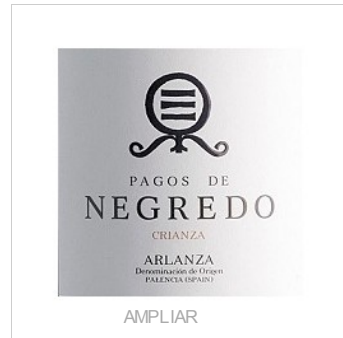 PAGOS DE
NEGREDO
CRIANZA
ARLANZA
Denominación de Origen
PALENCIA (SPAIN)
AMPLIAR